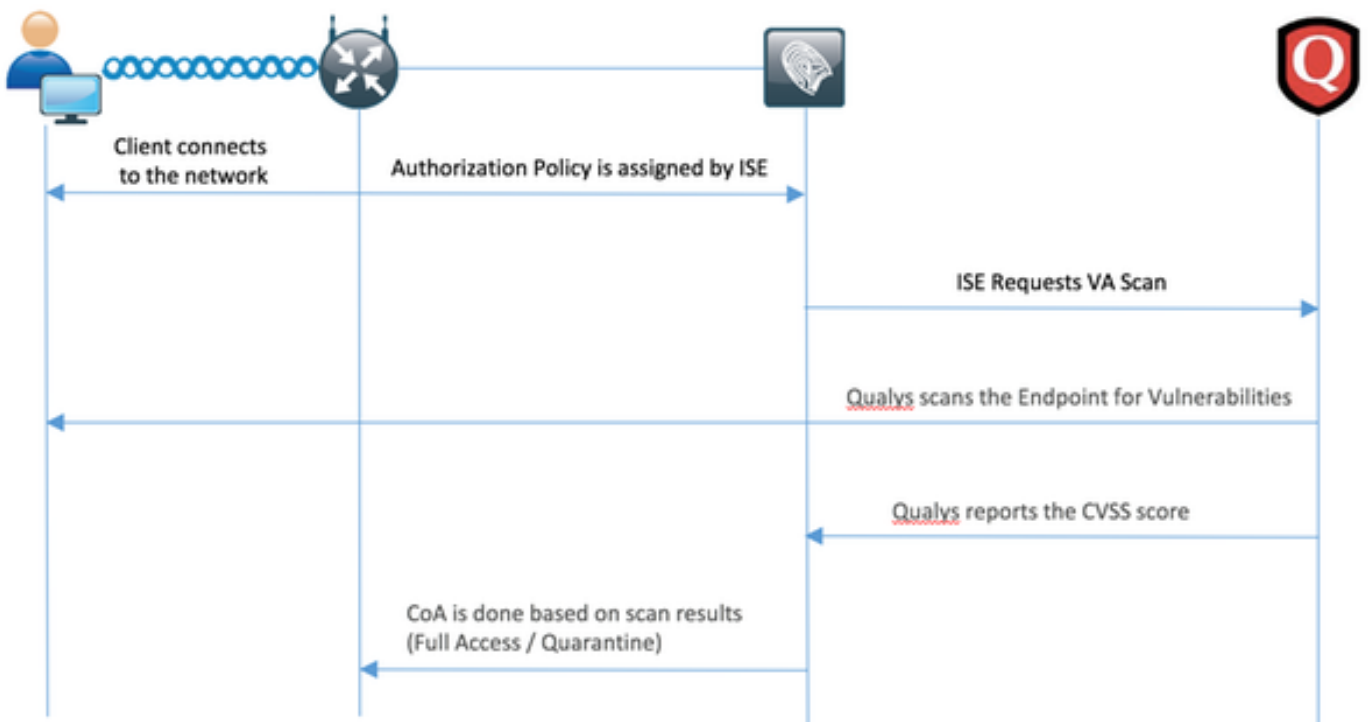 Q
Client connects
to the network
Authorization Policy is assigned by ISE
ISE Requests VA Scan
Qualys scans the Endpoint for Vulnerabilities
Qualys reports the CVSS score
CoA is done based on scan results
(Full Access / Quarantine)